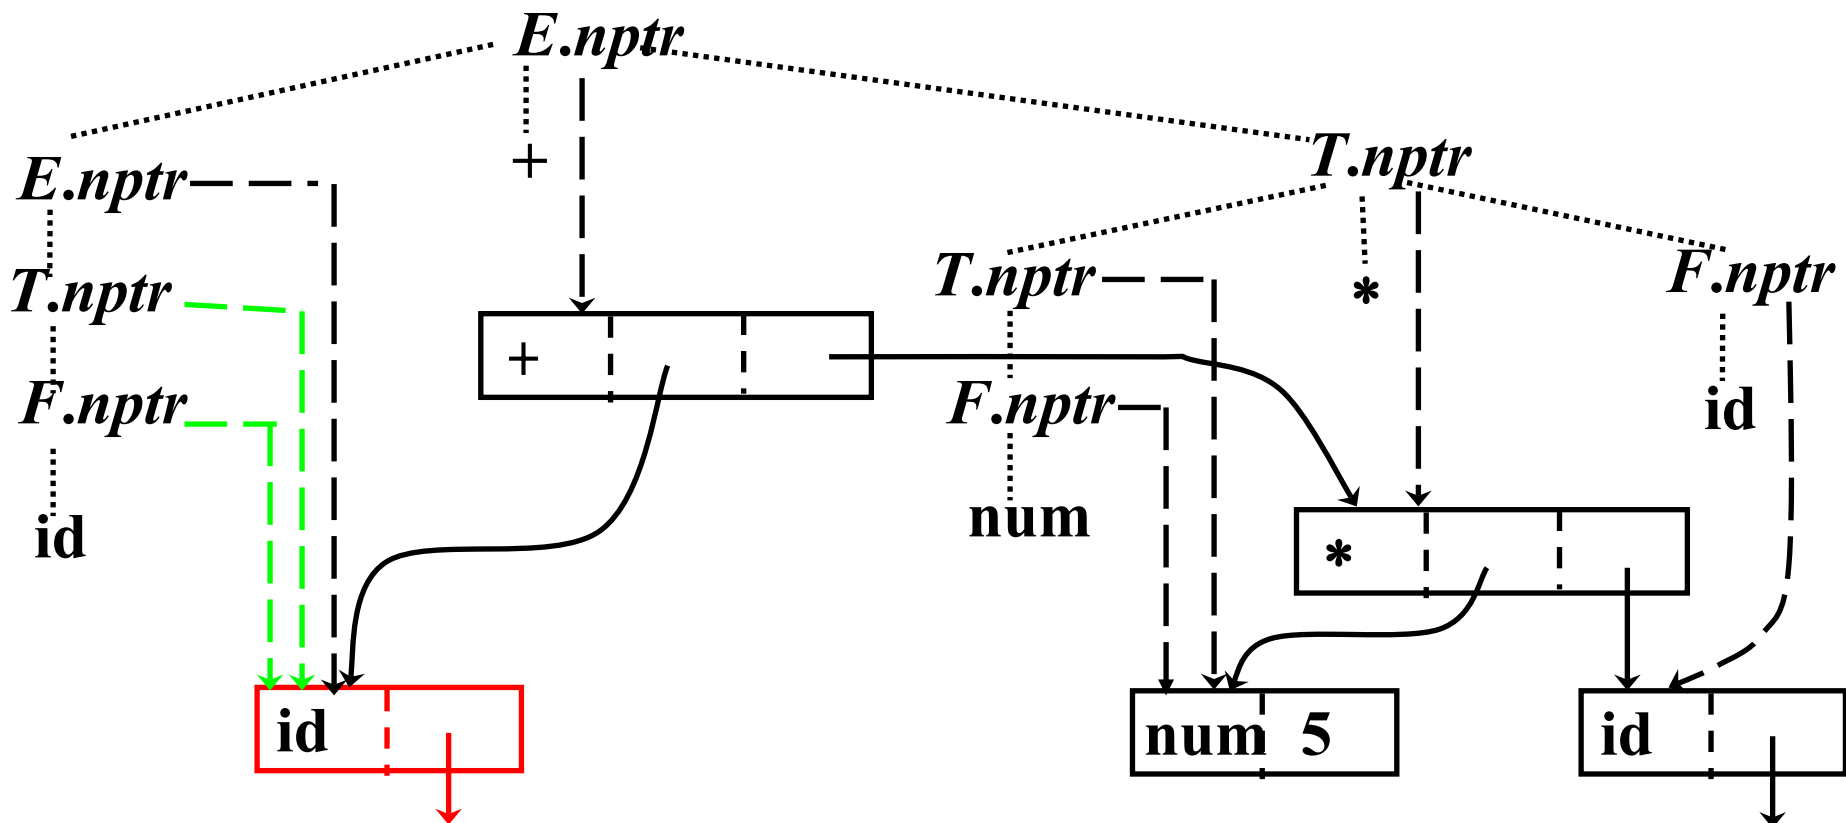 E.nptr
+
T.nptr
E.nptr
T.nptr
*
F.nptr
T.nptr
+
F.nptr
F.nptr
id
id
num
*
id
num 5
id